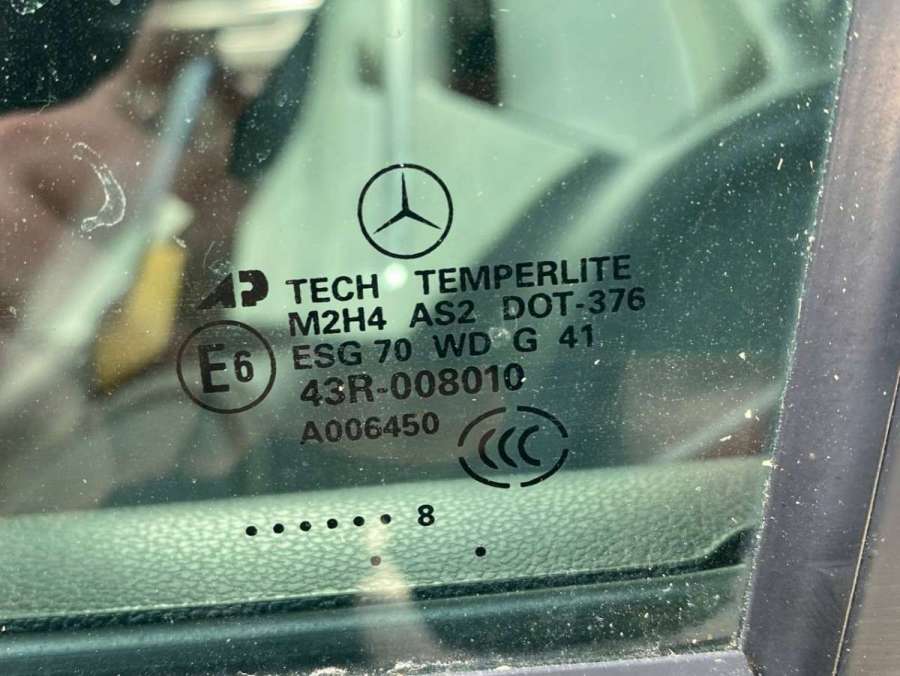 AP TECH TEMPERLITE
M2H4 AS2 DOT-376
E6 ESG 70 WD G 41
43R-008010
A006450
CCC
...... 8
. .